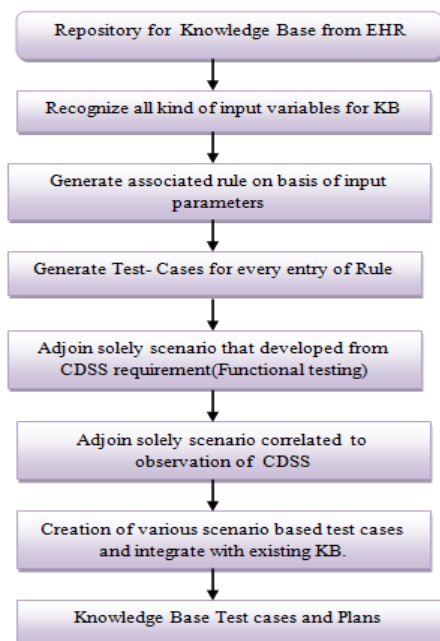 Repository for Knowledge Base from EHR
Recognize all kind of input variables for KB
Generate associated rule on basis of input
parameters
Generate Test- Cases for every entry of Rule
Adjoin solely scenario that developed from
CDSS requirement(Functional testing)
Adjoin solely scenario correlated to
observation of CDSS
Creation of various scenario based test cases
and integrate with existing KB.
Knowledge Base Test cases and Plans